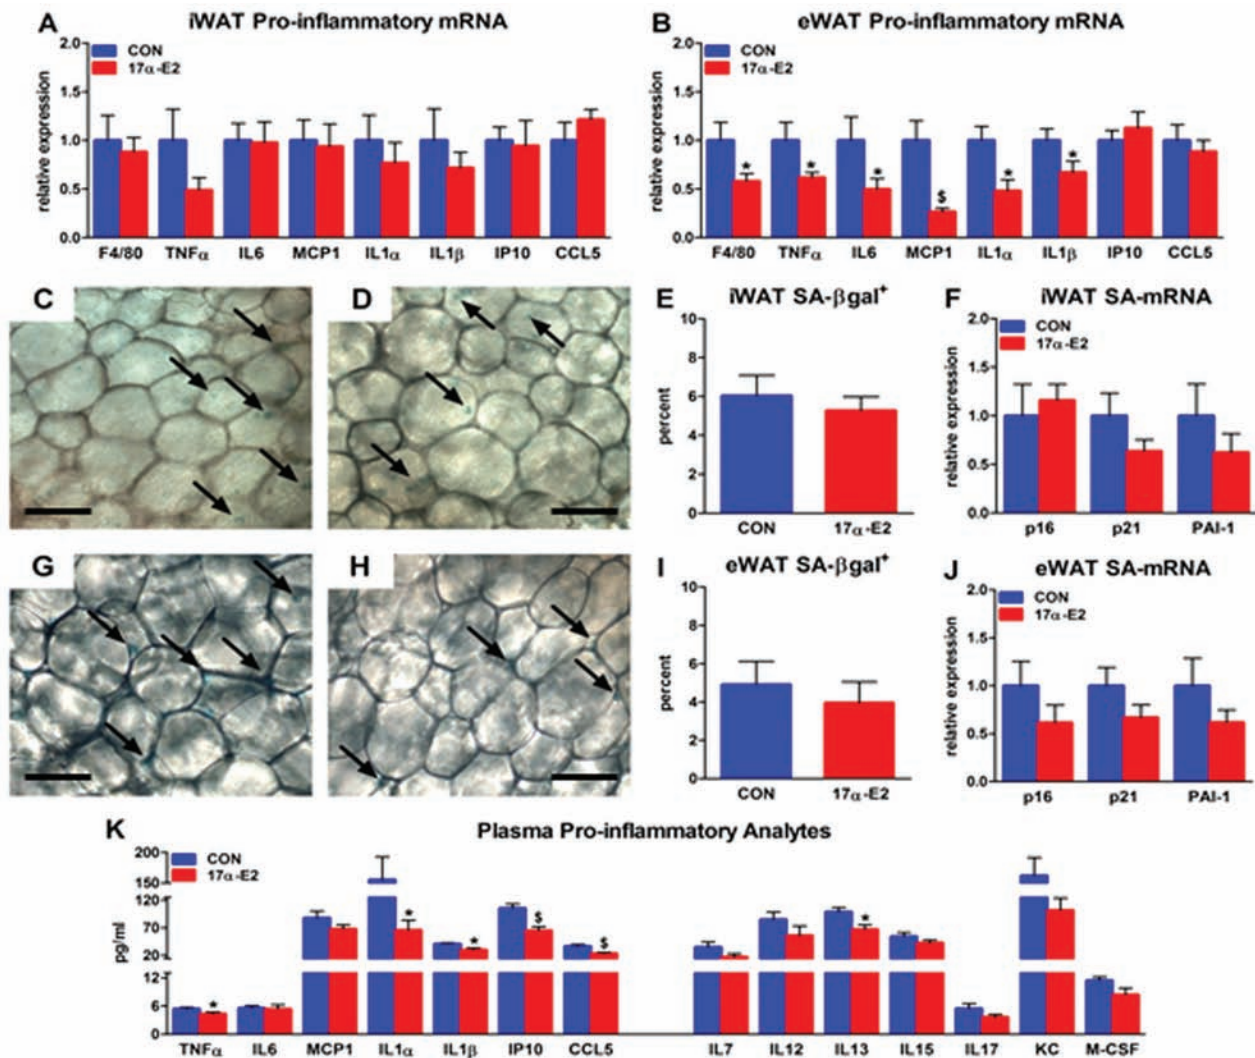 A iWAT Pro-inflammatory mRNA
2.0
1.5
1.0
0.5
0.0
relative expression
CON
17α-E2
F4/80 TNFα IL6 MCP1 IL1α IL1β IP10 CCL5
B eWAT Pro-inflammatory mRNA
2.0
1.5
1.0
0.5
0.0
relative expression
CON
17α-E2
* * * $ * *
F4/80 TNFα IL6 MCP1 IL1α IL1β IP10 CCL5
C
D
E iWAT SA-βgal+
10
8
6
4
2
0
percent
CON 17α-E2
F iWAT SA-mRNA
2.0
1.5
1.0
0.5
0.0
relative expression
CON
17α-E2
p16 p21 PAI-1
G
H
I eWAT SA-βgal+
10
8
6
4
2
0
percent
CON 17α-E2
J eWAT SA-mRNA
2.0
1.5
1.0
0.5
0.0
relative expression
CON
17α-E2
p16 p21 PAI-1
K Plasma Pro-inflammatory Analytes
200
150
120
70
20
12
6
0
pg/ml
CON
17α-E2
* * * $ $ *
TNFα IL6 MCP1 IL1α IL1β IP10 CCL5 IL7 IL12 IL13 IL15 IL17 KC M-CSF